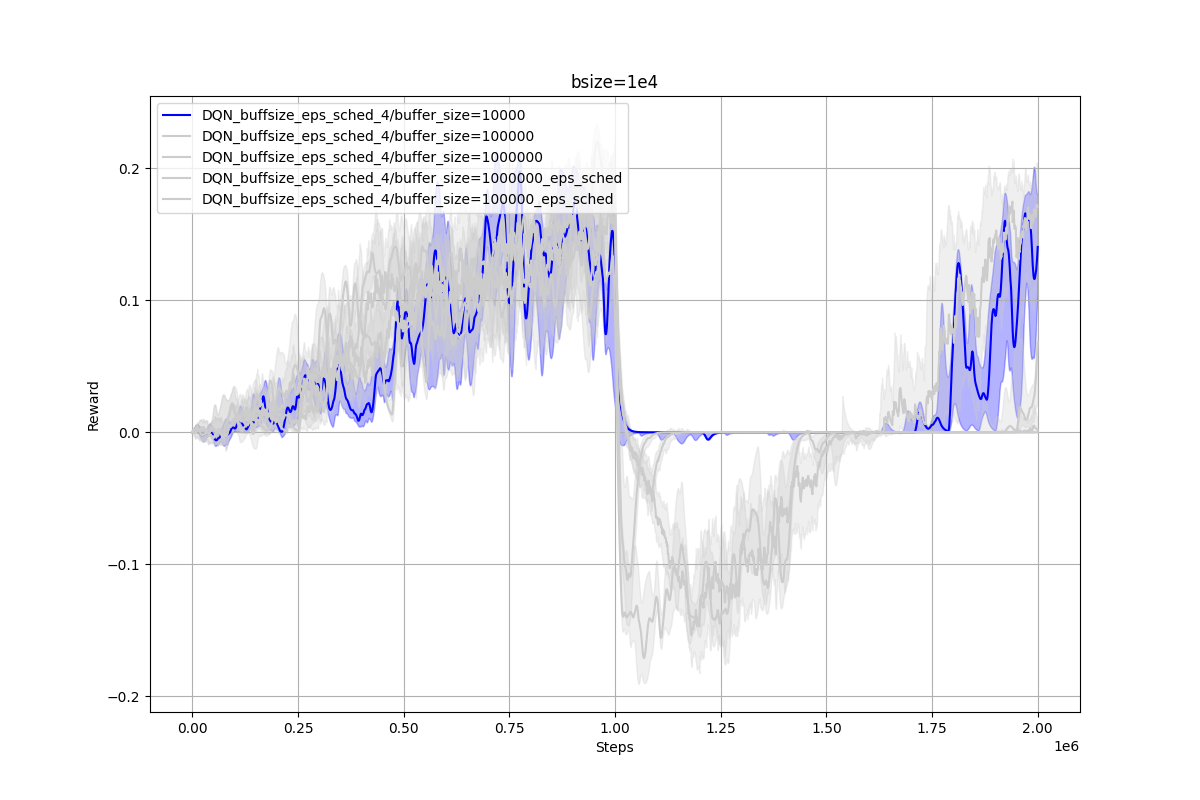 bsize=1e4
DQN_buffsize_eps_sched_4/buffer_size=10000
DQN_buffsize_eps_sched_4/buffer_size=100000
DQN_buffsize_eps_sched_4/buffer_size=1000000
DQN_buffsize_eps_sched_4/buffer_size=1000000_eps_sched
DQN_buffsize_eps_sched_4/buffer_size=100000_eps_sched
0.2
0.1
0.0
−0.1
−0.2
Reward
0.00 0.25 0.50 0.75 1.00 1.25 1.50 1.75 2.00
Steps
1e6